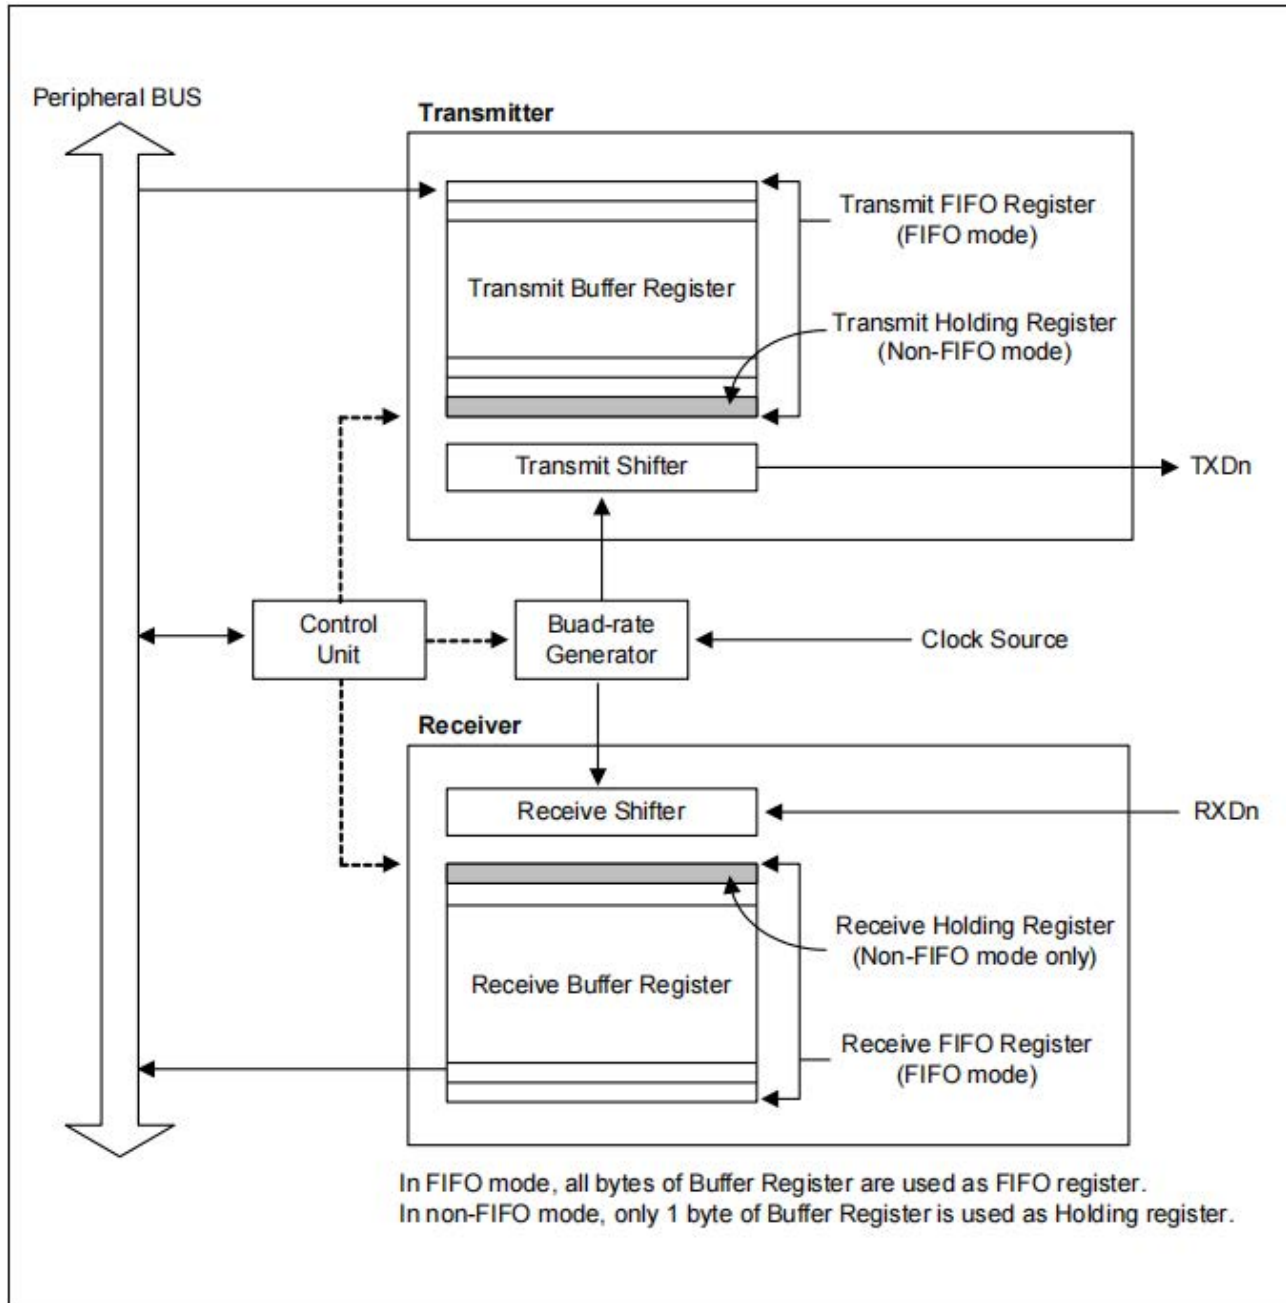 Peripheral BUS
Transmitter
Transmit FIFO Register
(FIFO mode)
Transmit Buffer Register
Transmit Holding Register
(Non-FIFO mode)
Transmit Shifter
TXDn
Control
Unit
Buad-rate
Generator
Clock Source
Receiver
Receive Shifter
RXDn
Receive Holding Register
(Non-FIFO mode only)
Receive Buffer Register
Receive FIFO Register
(FIFO mode)
In FIFO mode, all bytes of Buffer Register are used as FIFO register.
In non-FIFO mode, only 1 byte of Buffer Register is used as Holding register.